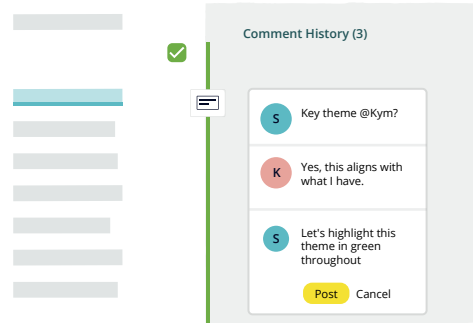 Comment History (3)
S
Key theme @Kym?
K
Yes, this aligns with
what I have.
S
Let's highlight this
theme in green
throughout
Post Cancel